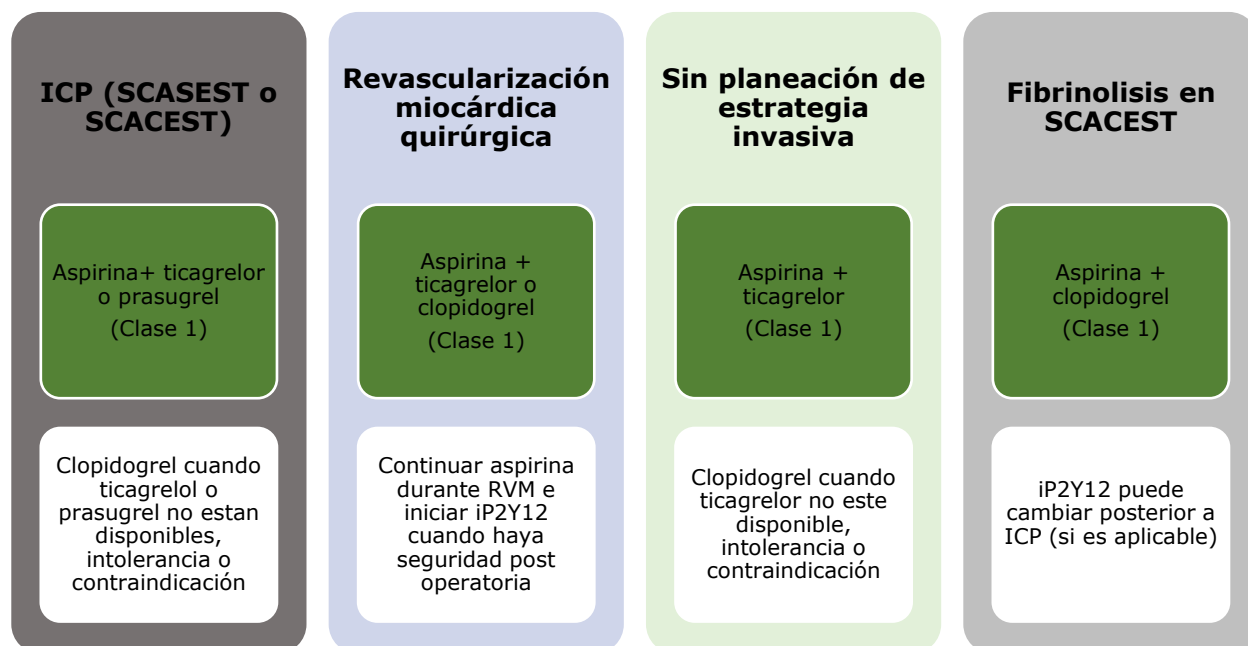 ICP (SCASEST o
SCACEST)
Aspirina+ ticagrelor
o prasugrel
(Clase 1)
Clopidogrel cuando
ticagrelol o
prasugrel no estan
disponibles,
intolerancia o
contraindicación
Revascularización
miocárdica
quirúrgica
Aspirina +
ticagrelor o
clopidogrel
(Clase 1)
Continuar aspirina
durante RVM e
iniciar iP2Y12
cuando haya
seguridad post
operatoria
Sin planeación de
estrategia
invasiva
Aspirina +
ticagrelor
(Clase 1)
Clopidogrel cuando
ticagrelor no este
disponible,
intolerancia o
contraindicación
Fibrinolisis en
SCACEST
Aspirina +
clopidogrel
(Clase 1)
iP2Y12 puede
cambiar posterior a
ICP (si es aplicable)